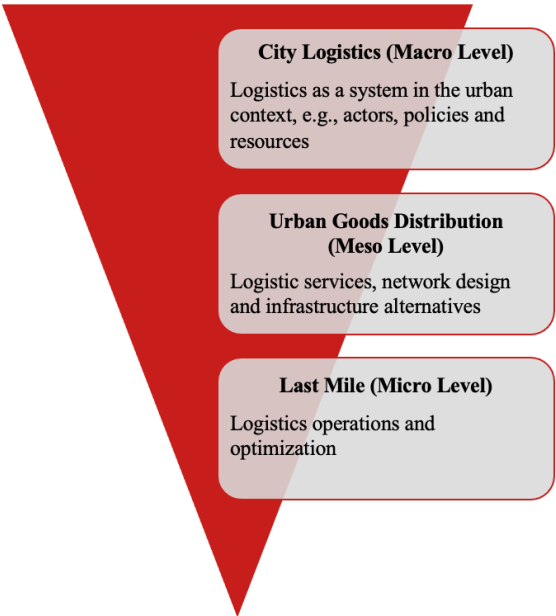 City Logistics (Macro Level)
Logistics as a system in the urban
context, e.g., actors, policies and
resources
Urban Goods Distribution
(Meso Level)
Logistic services, network design
and infrastructure alternatives
Last Mile (Micro Level)
Logistics operations and
optimization